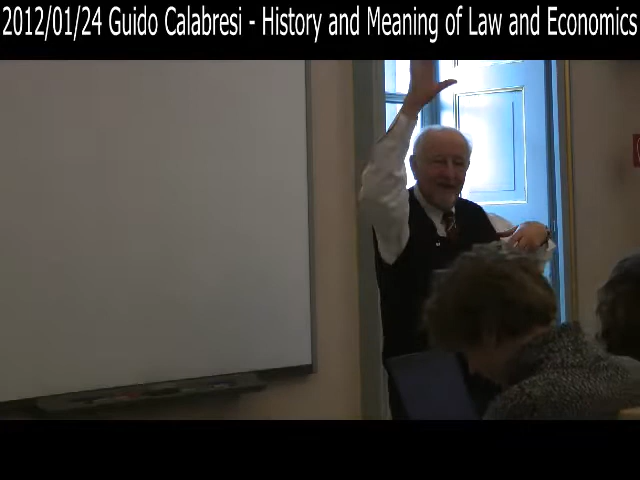 2012/01/24 Guido Calabresi - History and Meaning of Law and Economics